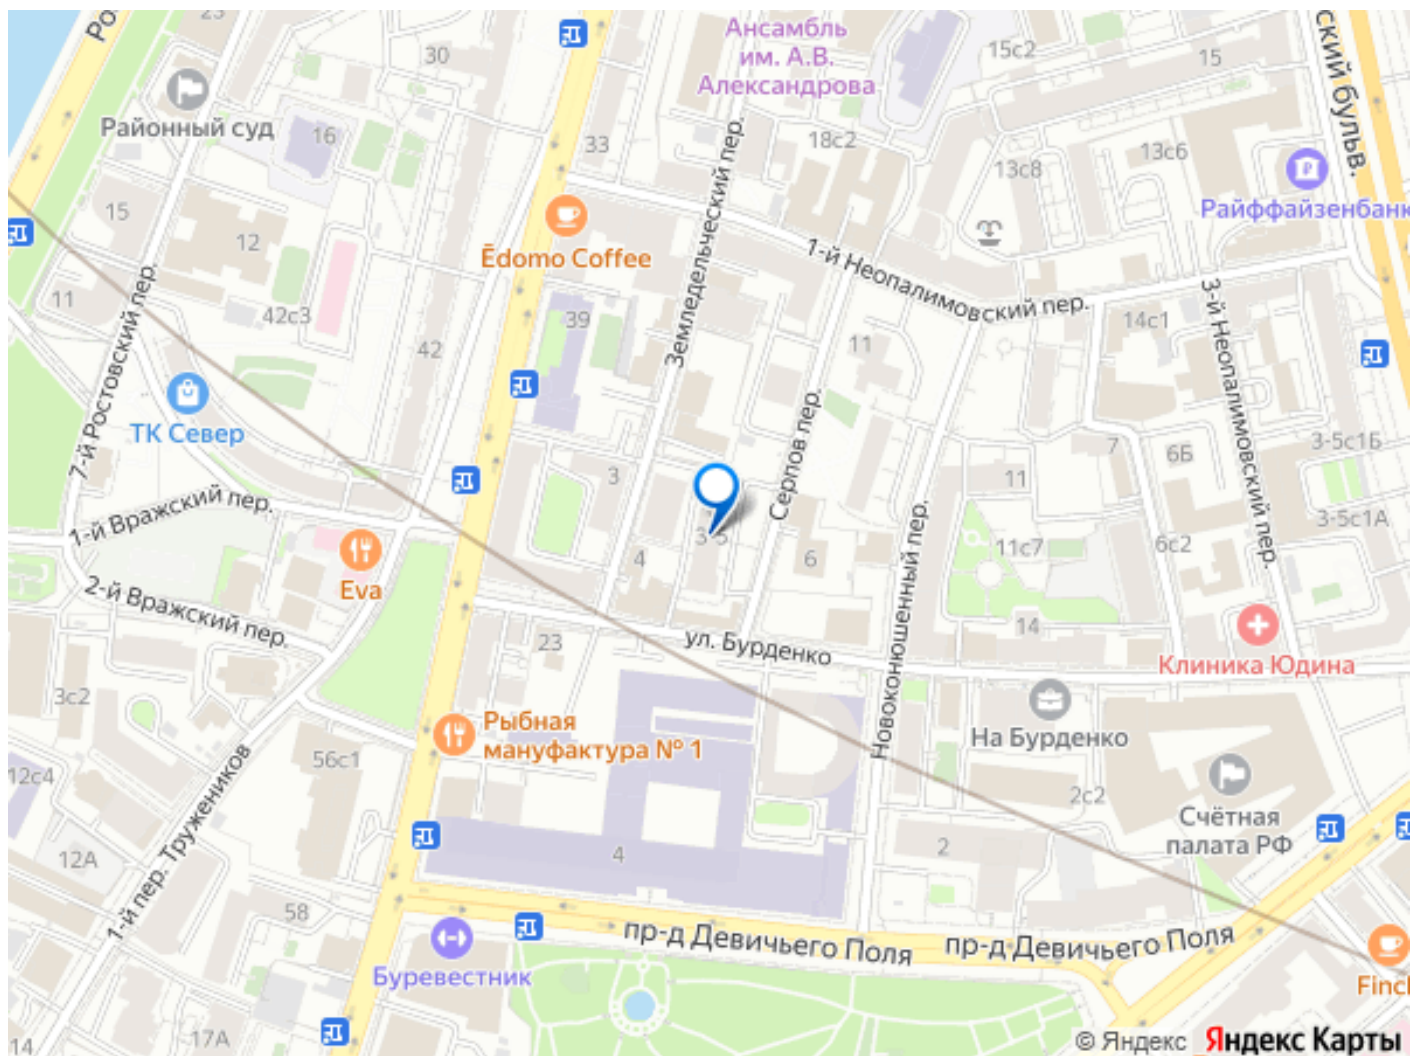 23
30
Ансамбль
им. А.В.
Александрова
15с2
15
ский бульв.
Районный суд
16
33
18с2
13с8
13с6
Райффайзенбанк
15
12
Ēdomo Coffee
Земледельческий пер.
1-й Неопалимовский пер.
3-й Неопалимовский пер.
11
42с3
39
42
11
14с1
7-й Ростовский пер.
ТК Север
Серпов пер.
7
6Б
3-5с1Б
3
11
1-й Вражский пер.
3-5
3-5с1А
4
6
11с7
6с2
Eva
Новоконюшенный пер.
2-й Вражский пер.
23
ул. Бурденко
14
Клиника Юдина
3с2
Рыбная
мануфактура № 1
На Бурденко
56с1
12с4
2с2
Счётная
палата РФ
1-й пер. Тружеников
12А
4
2
58
пр-д Девичьего Поля
пр-д Девичьего Поля
Буревестник
Finch
17А
14
© Яндекс Яндекс Карты